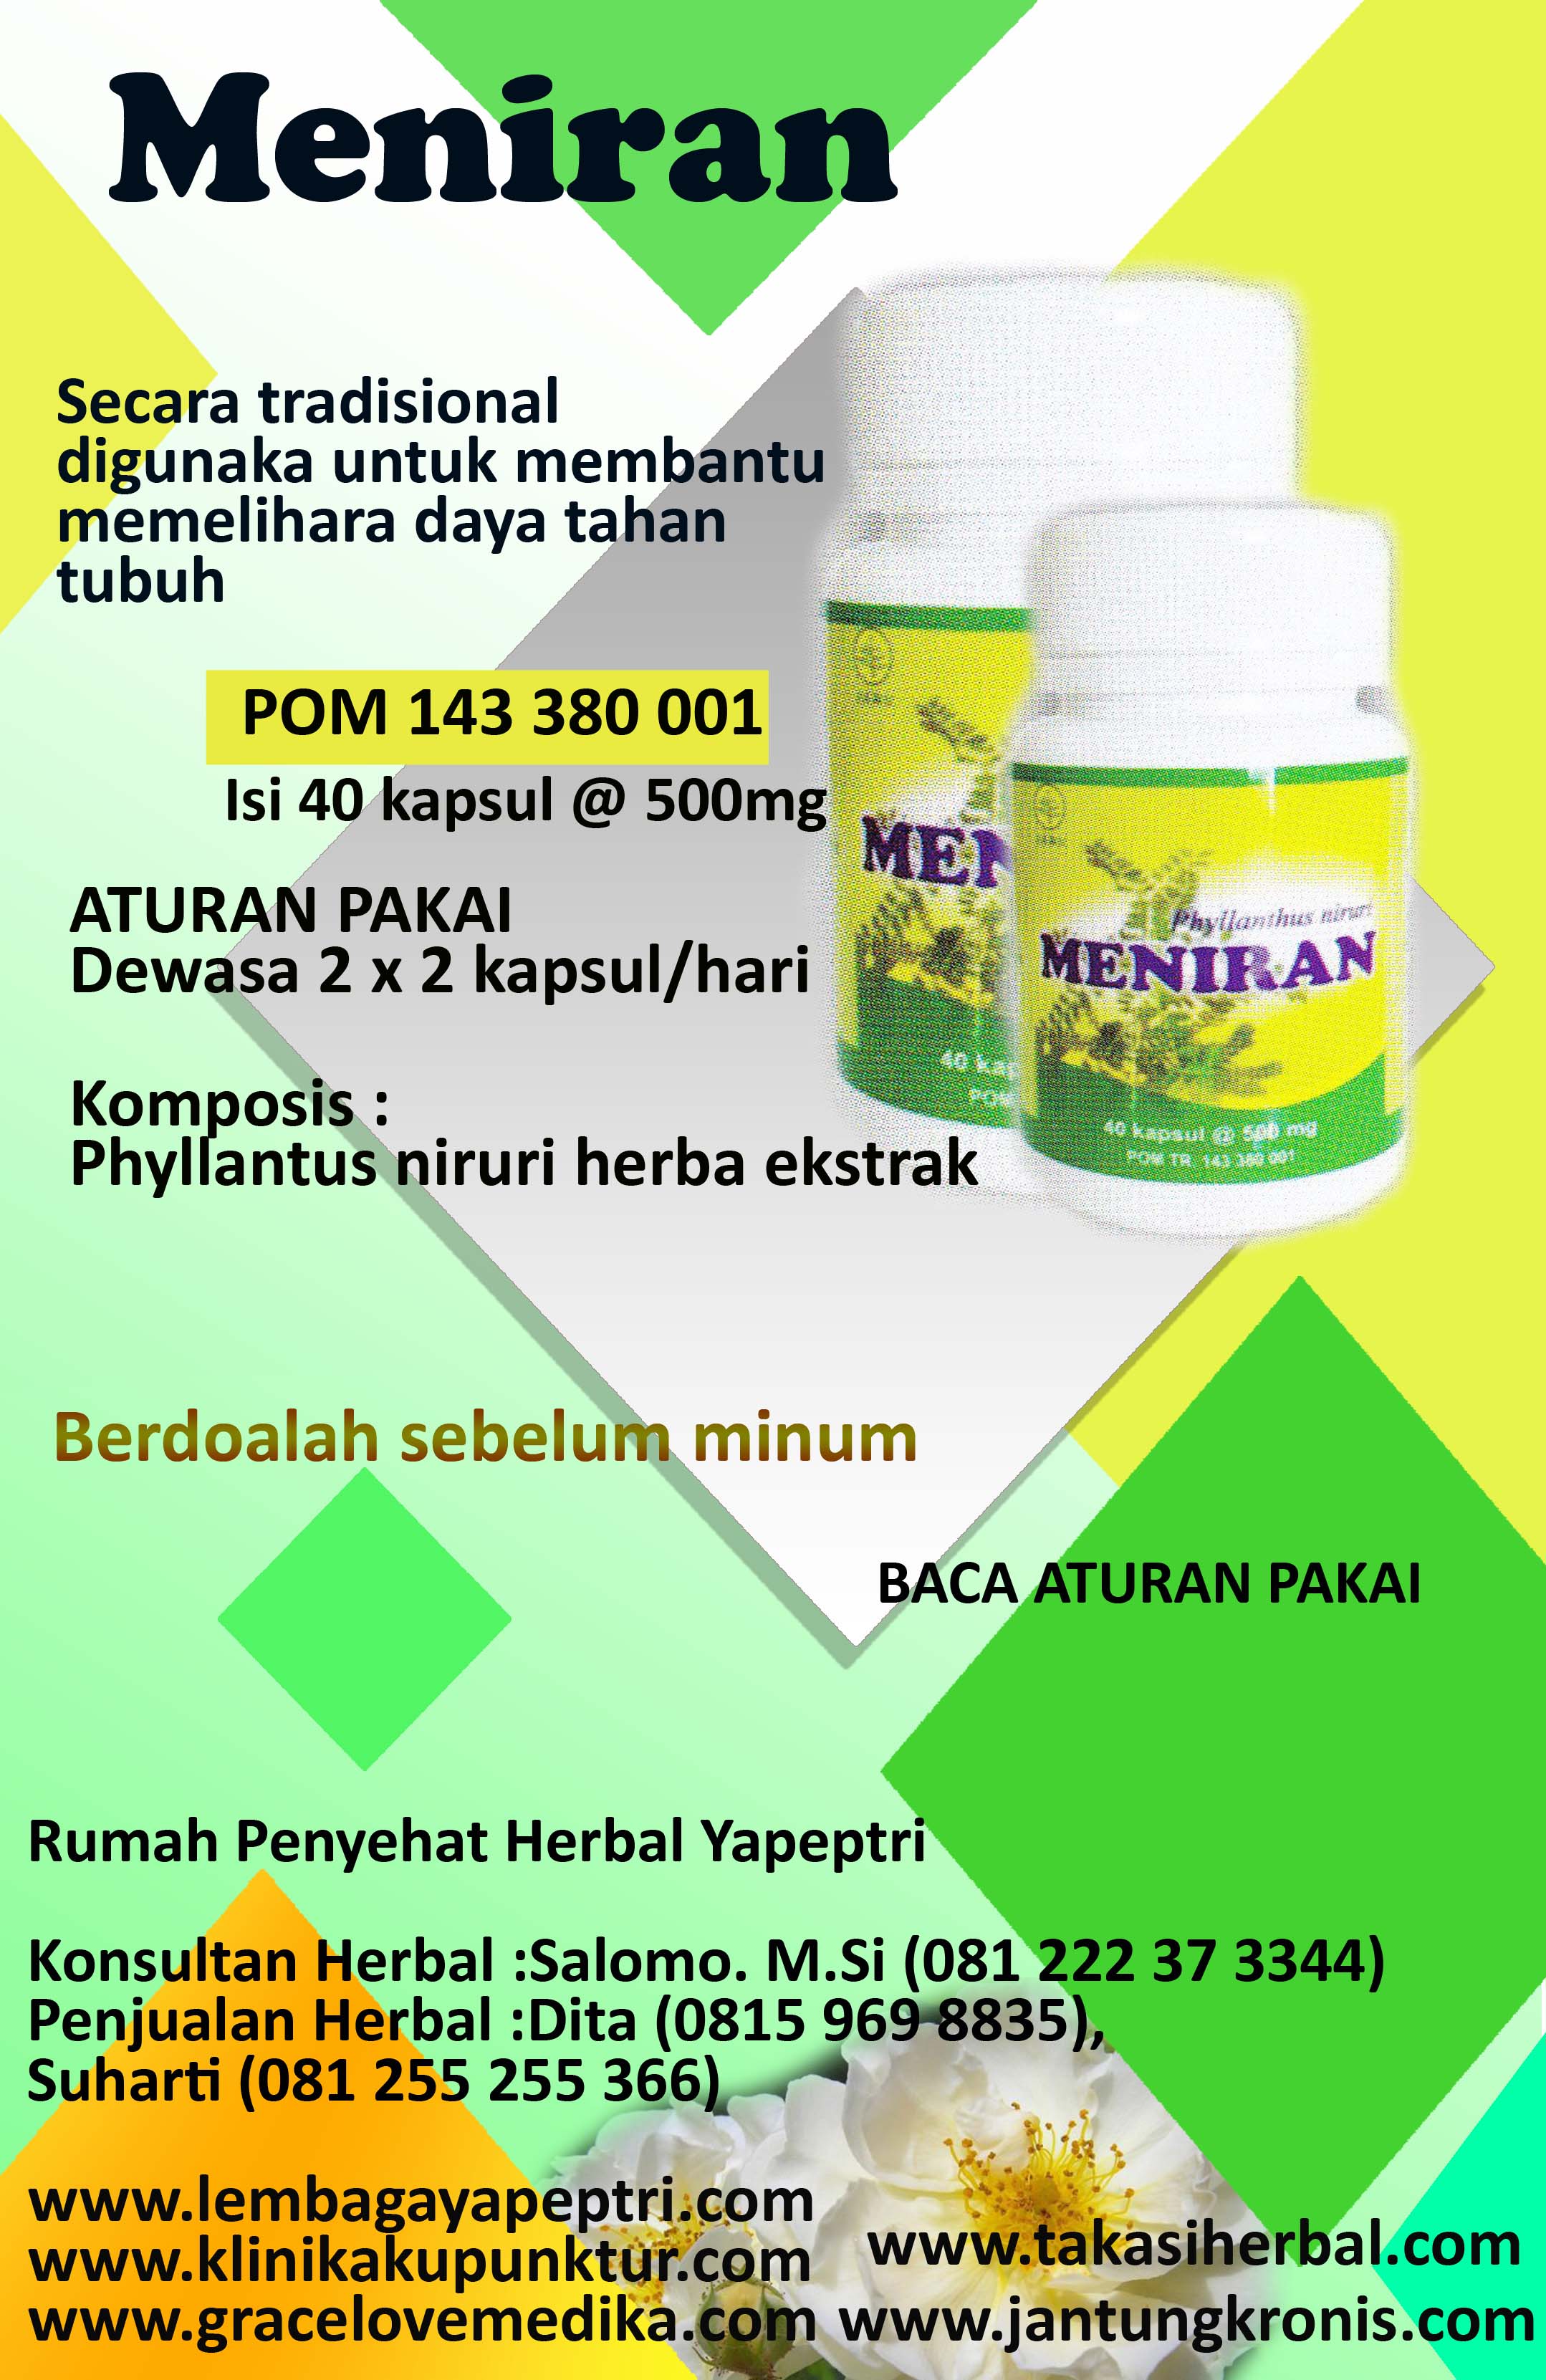 Meniran
Secara tradisional
digunaka untuk membantu
memelihara daya tahan
tubuh
POM 143 380 001
Isi 40 kapsul @ 500mg
ATURAN PAKAI
Dewasa 2 x 2 kapsul/hari
Komposis :
Phyllantus niruri herba ekstrak
MEN
40 kap
POM
Phyllanthus niruri
MENIRAN
40 kapsul @ 500 mg
POM TR. 143 380 001
Berdoalah sebelum minum
BACA ATURAN PAKAI
Rumah Penyehat Herbal Yapeptri
Konsultan Herbal :Salomo. M.Si (081 222 37 3344)
Penjualan Herbal :Dita (0815 969 8835),
Suharti (081 255 255 366)
www.lembagayapeptri.com
www.klinikakupunktur.com
www.gracelovemedika.com
www.takasiherbal.com
www.jantungkronis.com